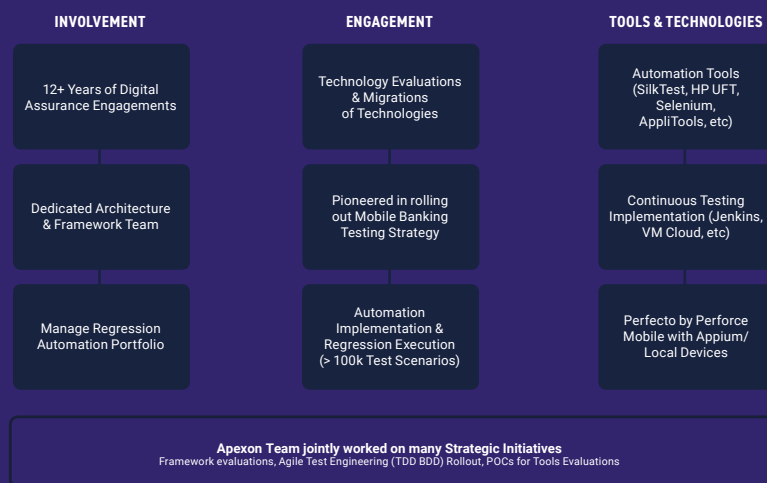 INVOLVEMENT
12+ Years of Digital
Assurance Engagements
Dedicated Architecture
& Framework Team
Manage Regression
Automation Portfolio
ENGAGEMENT
Technology Evaluations
& Migrations
of Technologies
Pioneered in rolling
out Mobile Banking
Testing Strategy
Automation
Implementation &
Regression Execution
(> 100k Test Scenarios)
TOOLS & TECHNOLOGIES
Automation Tools
(SilkTest, HP UFT,
Selenium,
AppliTools, etc)
Continuous Testing
Implementation (Jenkins,
VM Cloud, etc)
Perfecto by Perforce
Mobile with Appium/
Local Devices
Apexon Team jointly worked on many Strategic Initiatives
Framework evaluations, Agile Test Engineering (TDD BDD) Rollout, POCs for Tools Evaluations